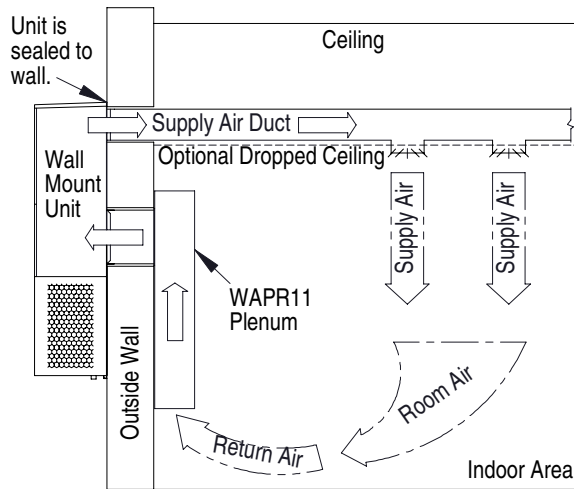 Unit is
sealed to
wall.
Ceiling
Supply Air Duct
Optional Dropped Ceiling
Wall
Mount
Unit
Supply Air
Supply Air
WAPR11
Plenum
Outside Wall
Room Air
Return Air
Indoor Area